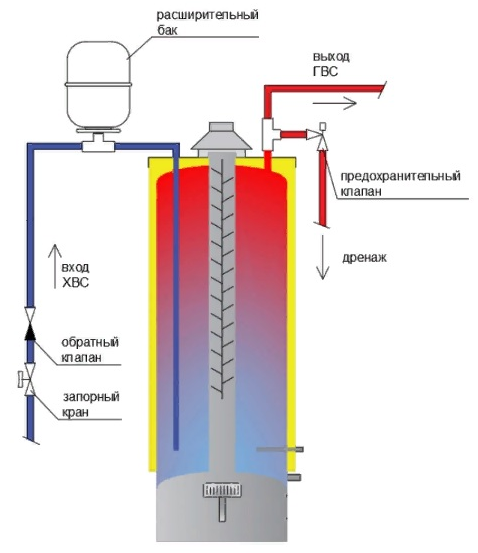 расширительный
бак
выход
ГВС
предохранительный
клапан
дренаж
вход
ХВС
обратный
клапан
запорный
кран